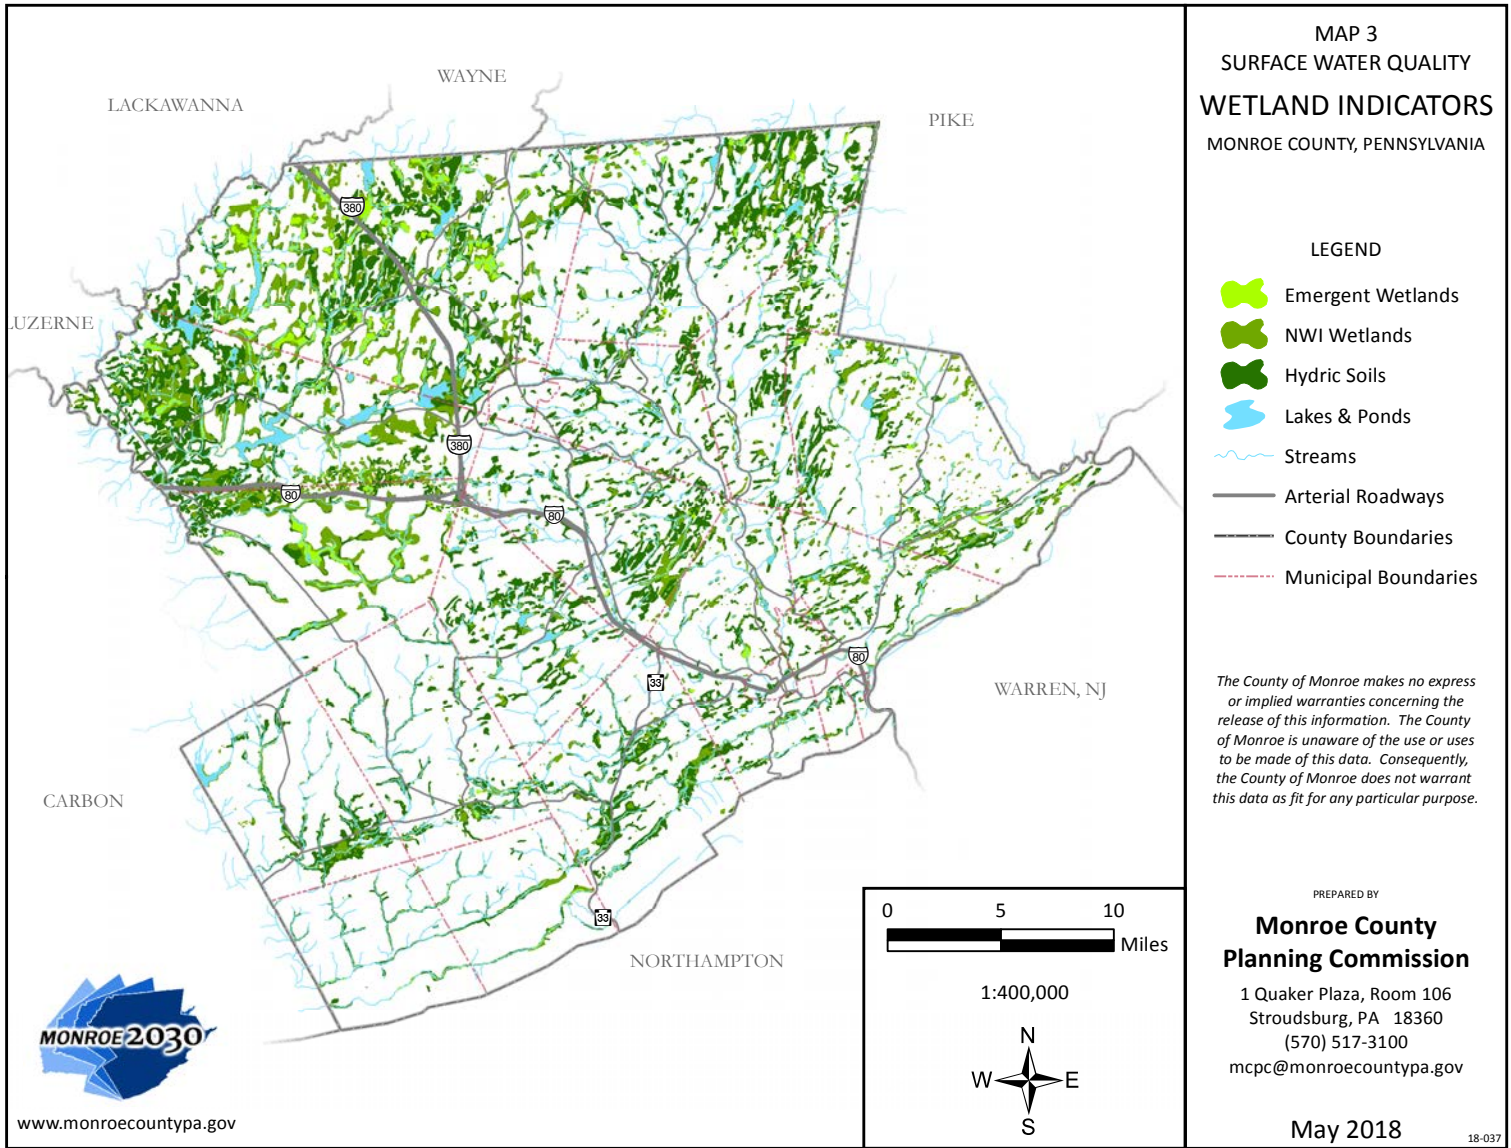 MAP 3
SURFACE WATER QUALITY
WETLAND INDICATORS
MONROE COUNTY, PENNSYLVANIA
LEGEND
Emergent Wetlands
NWI Wetlands
Hydric Soils
Lakes & Ponds
Streams
Arterial Roadways
County Boundaries
Municipal Boundaries
The County of Monroe makes no express
or implied warranties concerning the
release of this information. The County
of Monroe is unaware of the use or uses
to be made of this data. Consequently,
the County of Monroe does not warrant
this data as fit for any particular purpose.
PREPARED BY
Monroe County
Planning Commission
1 Quaker Plaza, Room 106
Stroudsburg, PA 18360
(570) 517-3100
mcpc@monroecountypa.gov
May 2018
18-037
WAYNE
LACKAWANNA
PIKE
LUZERNE
WARREN, NJ
CARBON
NORTHAMPTON
380
380
80
80
80
33
33
0 5 10
Miles
1:400,000
N
W E
S
MONROE 2030
www.monroecountypa.gov